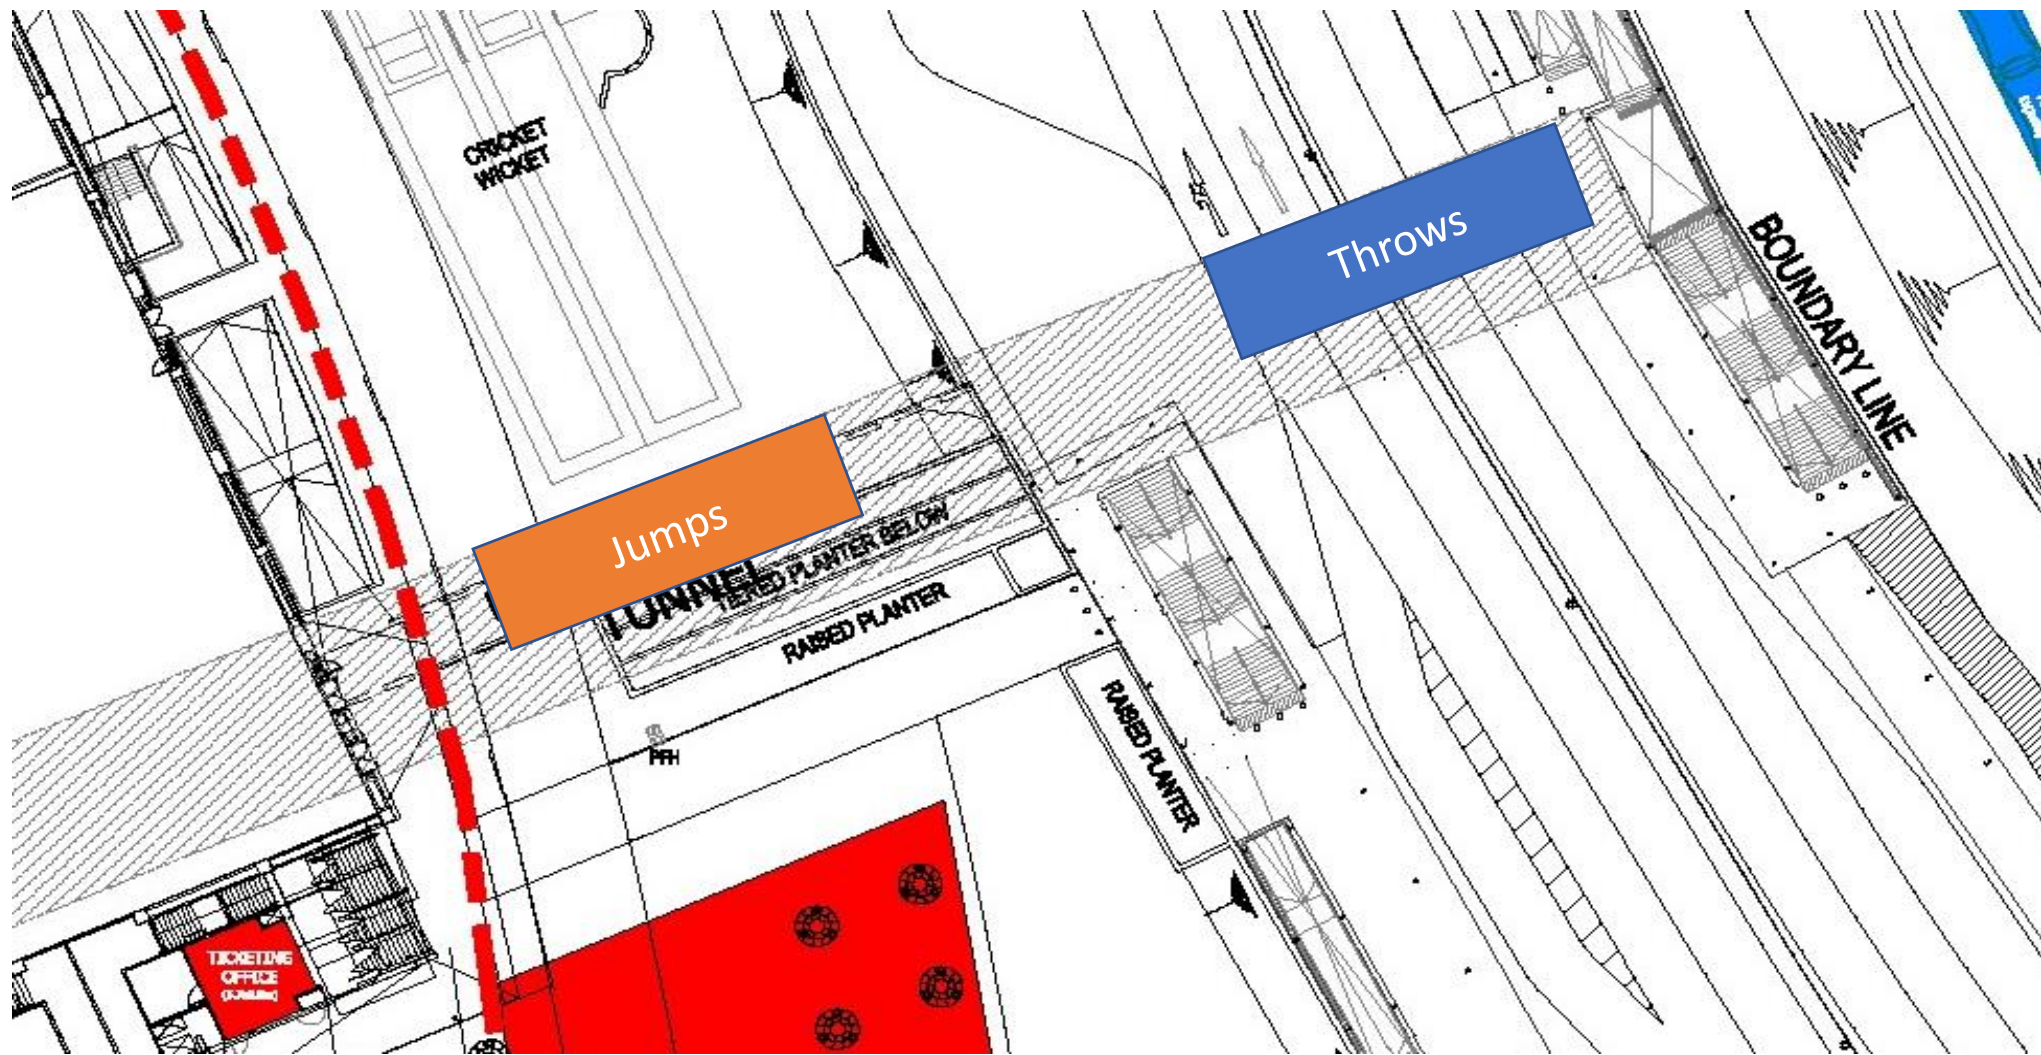 CRICKET
WICKET
Throws
BOUNDARY LINE
Jumps
TUNNEL
TIERED PLANTER BELOW
RAISED PLANTER
RAISED PLANTER
PFH
TICKETING
OFFICE